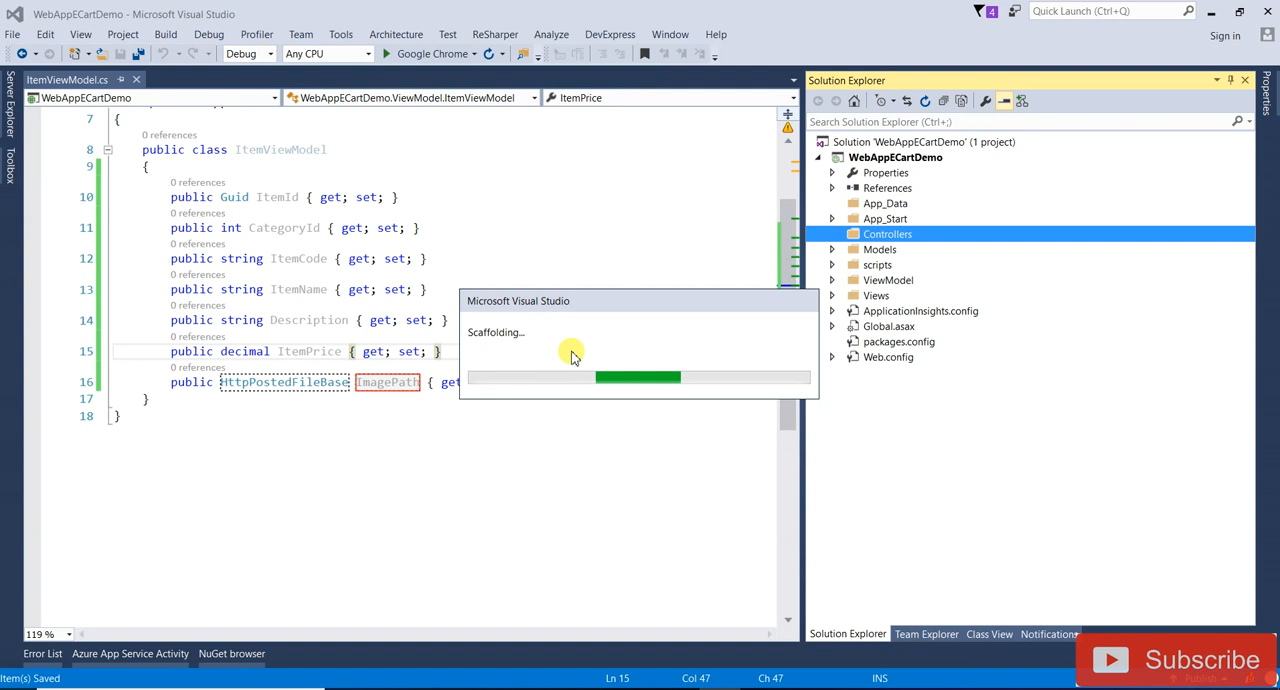 WebAppECartDemo - Microsoft Visual Studio
4
Quick Launch (Ctrl+Q)
File Edit View Project Build Debug Profiler Team Tools Architecture Test ReSharper Analyze DevExpress Window Help
Sign in
Debug Any CPU Google Chrome
Server Explorer
Toolbox
ItemViewModel.cs
WebAppECartDemo WebAppECartDemo.ViewModel.ItemViewModel ItemPrice
7 {
0 references
8 public class ItemViewModel
9 {
0 references
10 public Guid ItemId { get; set; }
0 references
11 public int CategoryId { get; set; }
0 references
12 public string ItemCode { get; set; }
0 references
13 public string ItemName { get; set; }
0 references
14 public string Description { get; set; }
0 references
15 public decimal ItemPrice { get; set; }
0 references
16 public HttpPostedFileBase ImagePath { get
17 }
18 }
Microsoft Visual Studio
Scaffolding...
119 %
Solution Explorer
Search Solution Explorer (Ctrl+;)
Solution 'WebAppECartDemo' (1 project)
WebAppECartDemo
Properties
References
App_Data
App_Start
Controllers
Models
scripts
ViewModel
Views
ApplicationInsights.config
Global.asax
packages.config
Web.config
Properties
Solution Explorer Team Explorer Class View Notifications
Error List Azure App Service Activity NuGet browser
Item(s) Saved Ln 15 Col 47 Ch 47 INS
Subscribe
Publish